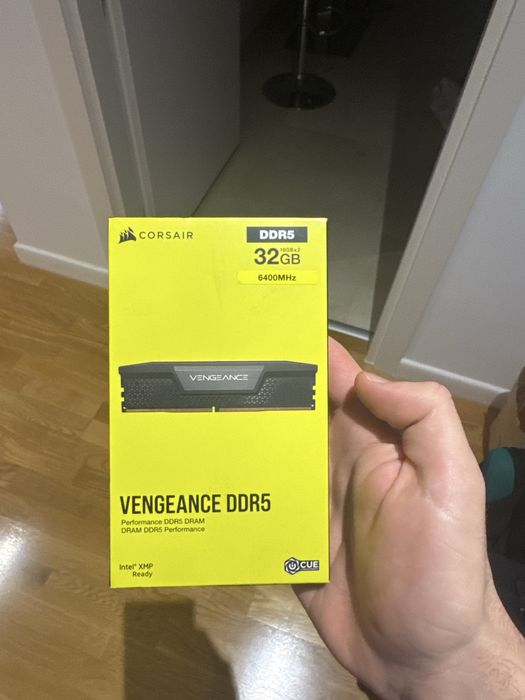 CORSAIR
DDR5
32GB 16GBx2
6400MHz
VENGEANCE
VENGEANCE DDR5
Performance DDR5 DRAM
DRAM DDR5 Performance
Intel® XMP
Ready
CUE